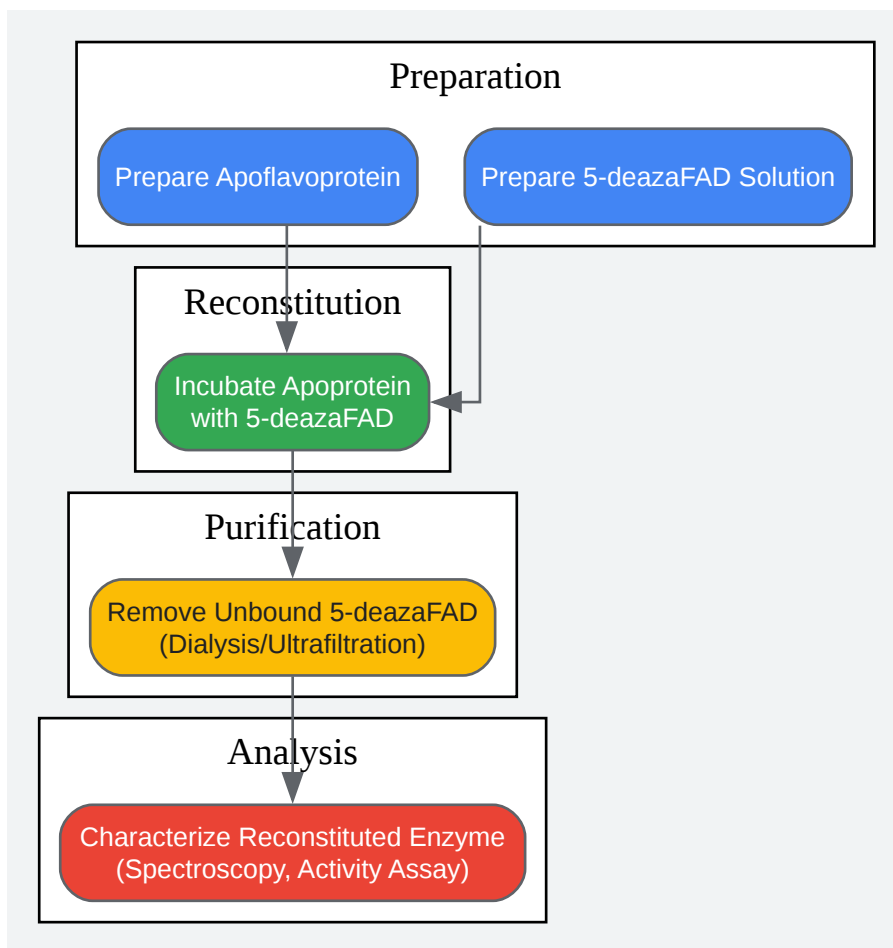 Preparation
Prepare Apoflavoprotein
Prepare 5-deazaFAD Solution
Reconstitution
Incubate Apoprotein
with 5-deazaFAD
Purification
Remove Unbound 5-deazaFAD
(Dialysis/Ultrafiltration)
Analysis
Characterize Reconstituted Enzyme
(Spectroscopy, Activity Assay)